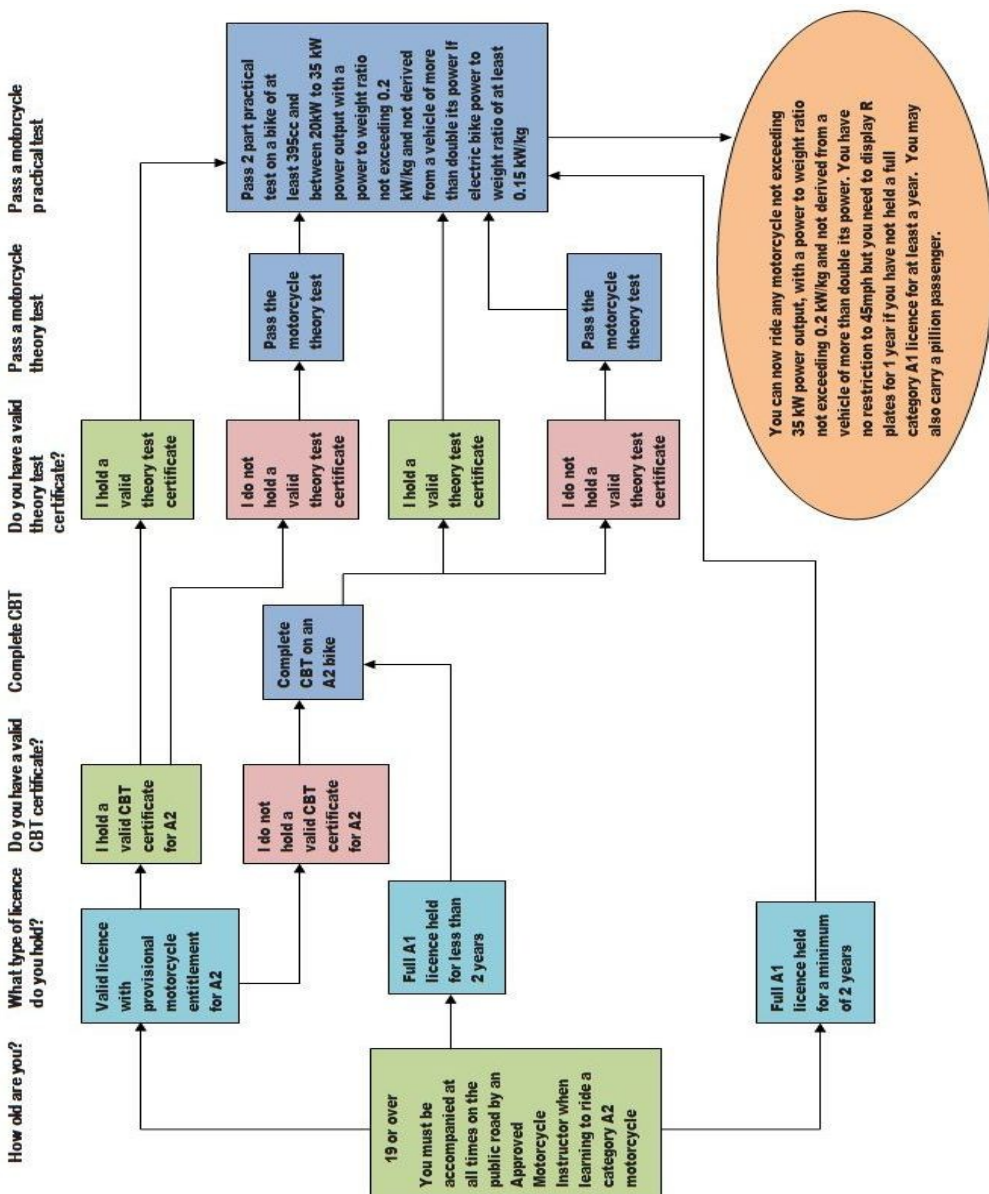 How old are you?
What type of licence
do you hold?
Do you have a valid
CBT certificate?
Complete CBT
Do you have a valid
theory test
certificate?
Pass a motorcycle
theory test
Pass a motorcycle
practical test
19 or over
You must be
accompanied at
all times on the
public road by an
Approved
Motorcycle
Instructor when
learning to ride a
category A2
motorcycle
Valid licence
with
provisional
motorcycle
entitlement
for A2
Full A1
licence held
for less than
2 years
Full A1
licence held
for a minimum
of 2 years
I hold a
valid CBT
certificate
for A2
I do not
hold a
valid CBT
certificate
for A2
Complete
CBT on an
A2 bike
I hold a
valid
theory test
certificate
I do not
hold a
valid
theory test
certificate
I hold a
valid
theory test
certificate
I do not
hold a
valid
theory test
certificate
Pass the
motorcycle
theory test
Pass the
motorcycle
theory test
Pass 2 part practical
test on a bike of at
least 395cc and
between 20kW to 35 kW
power output with a
power to weight ratio
not exceeding 0.2
kW/kg and not derived
from a vehicle of more
than double its power If
electric bike power to
weight ratio of at least
0.15 kW/kg
You can now ride any motorcycle not exceeding
35 kW power output, with a power to weight ratio
not exceeding 0.2 kW/kg and not derived from a
vehicle of more than double its power. You have
no restriction to 45mph but you need to display R
plates for 1 year if you have not held a full
category A1 licence for at least a year. You may
also carry a pillion passenger.